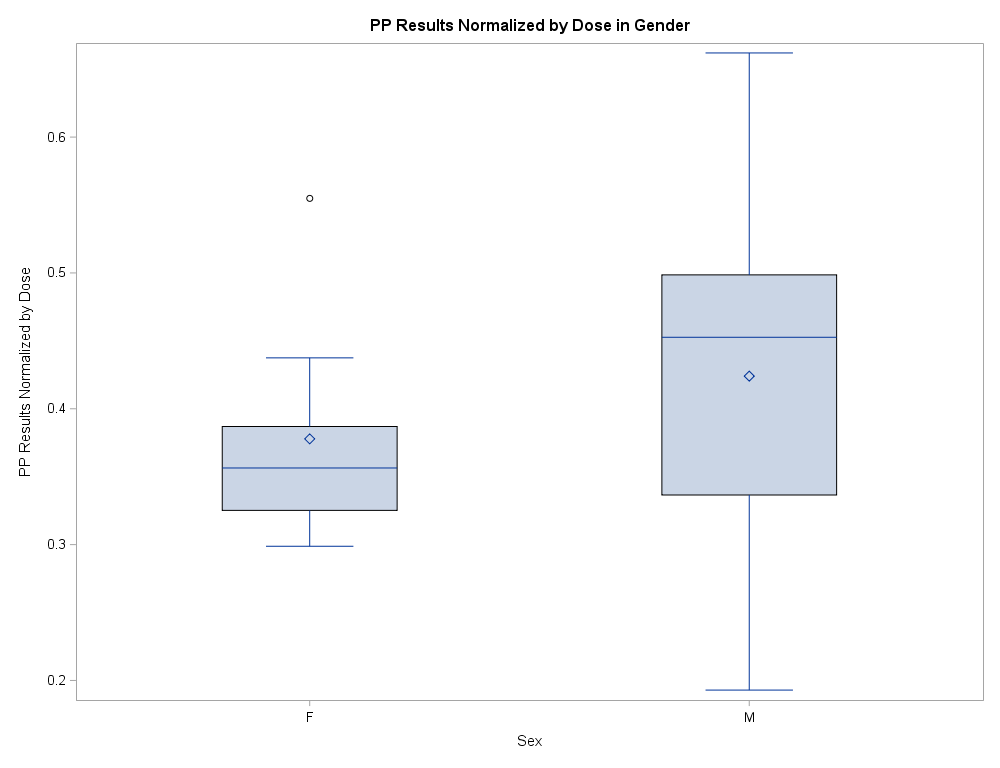 PP Results Normalized by Dose in Gender
PP Results Normalized by Dose
0.6
0.5
0.4
0.3
0.2
F
M
Sex